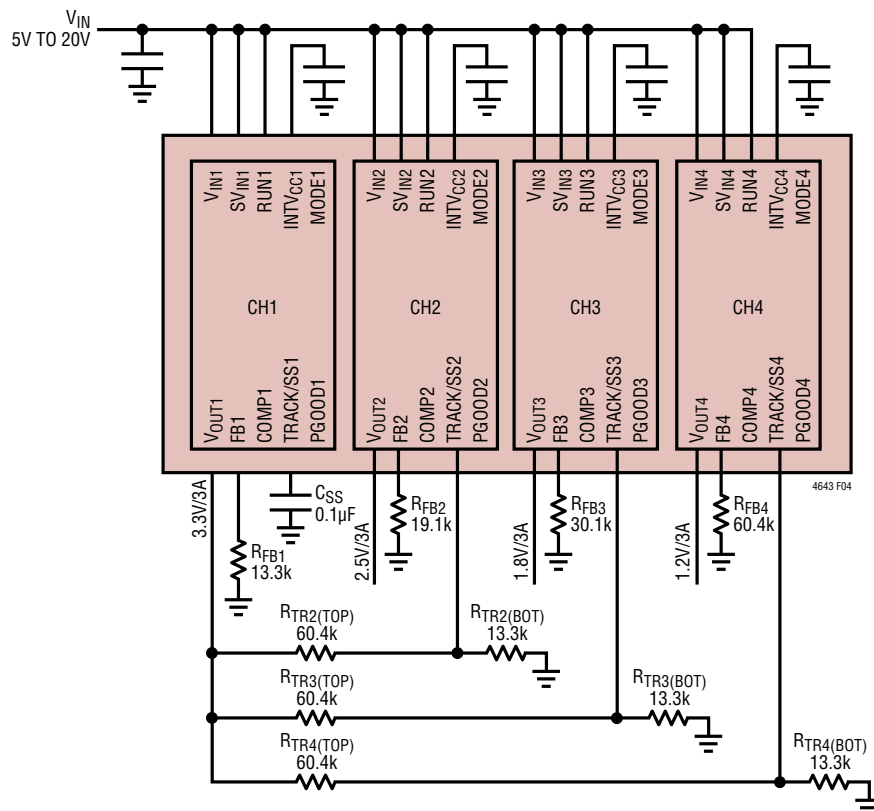 VIN
5V TO 20V
VIN1
SVIN1
RUN1
INTVCC1
MODE1
VIN2
SVIN2
RUN2
INTVCC2
MODE2
VIN3
SVIN3
RUN3
INTVCC3
MODE3
VIN4
SVIN4
RUN4
INTVCC4
MODE4
CH1
CH2
CH3
CH4
VOUT1
FB1
COMP1
TRACK/SS1
PGOOD1
VOUT2
FB2
COMP2
TRACK/SS2
PGOOD2
VOUT3
FB3
COMP3
TRACK/SS3
PGOOD3
VOUT4
FB4
COMP4
TRACK/SS4
PGOOD4
4643 F04
3.3V/3A
CSS
0.1µF
RFB1
13.3k
2.5V/3A
RFB2
19.1k
1.8V/3A
RFB3
30.1k
1.2V/3A
RFB4
60.4k
RTR2(TOP)
60.4k
RTR2(BOT)
13.3k
RTR3(TOP)
60.4k
RTR3(BOT)
13.3k
RTR4(TOP)
60.4k
RTR4(BOT)
13.3k